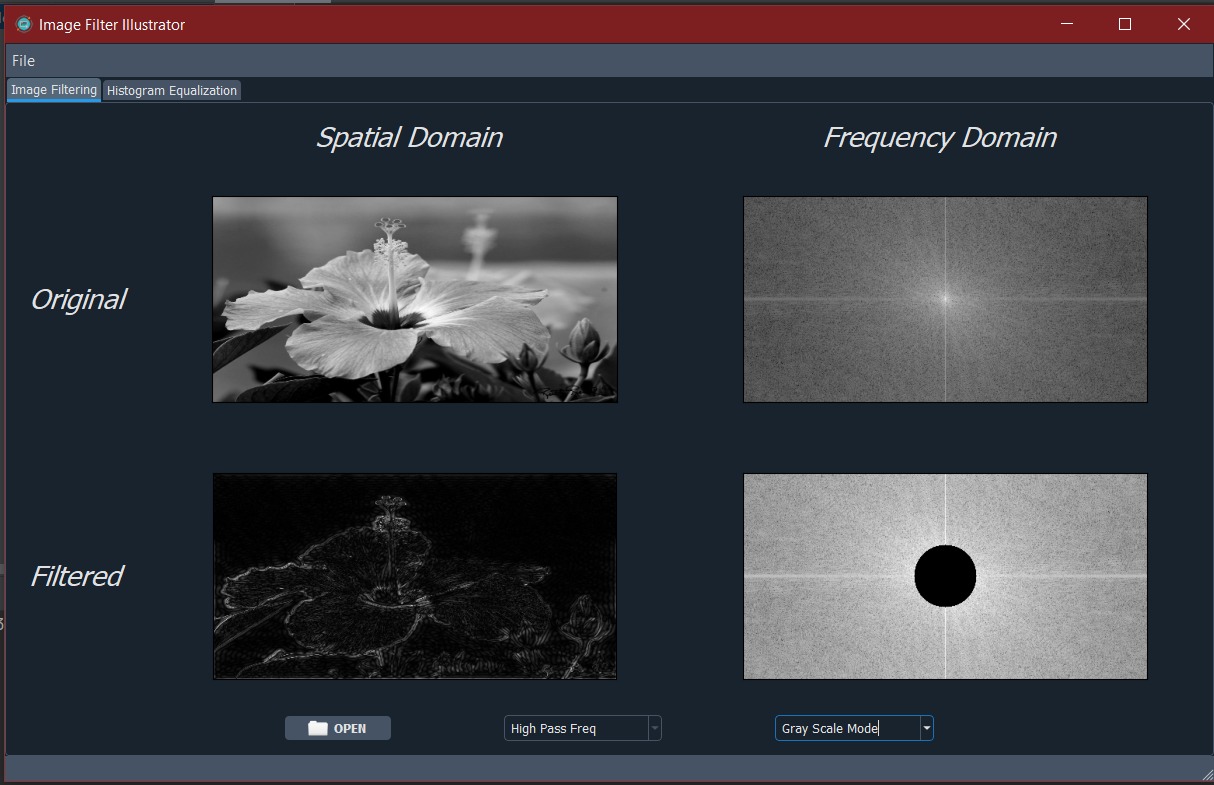 Image Filter Illustrator
File
Image Filtering
Histogram Equalization
Spatial Domain
Frequency Domain
Original
Filtered
OPEN
High Pass Freq
Gray Scale Mode